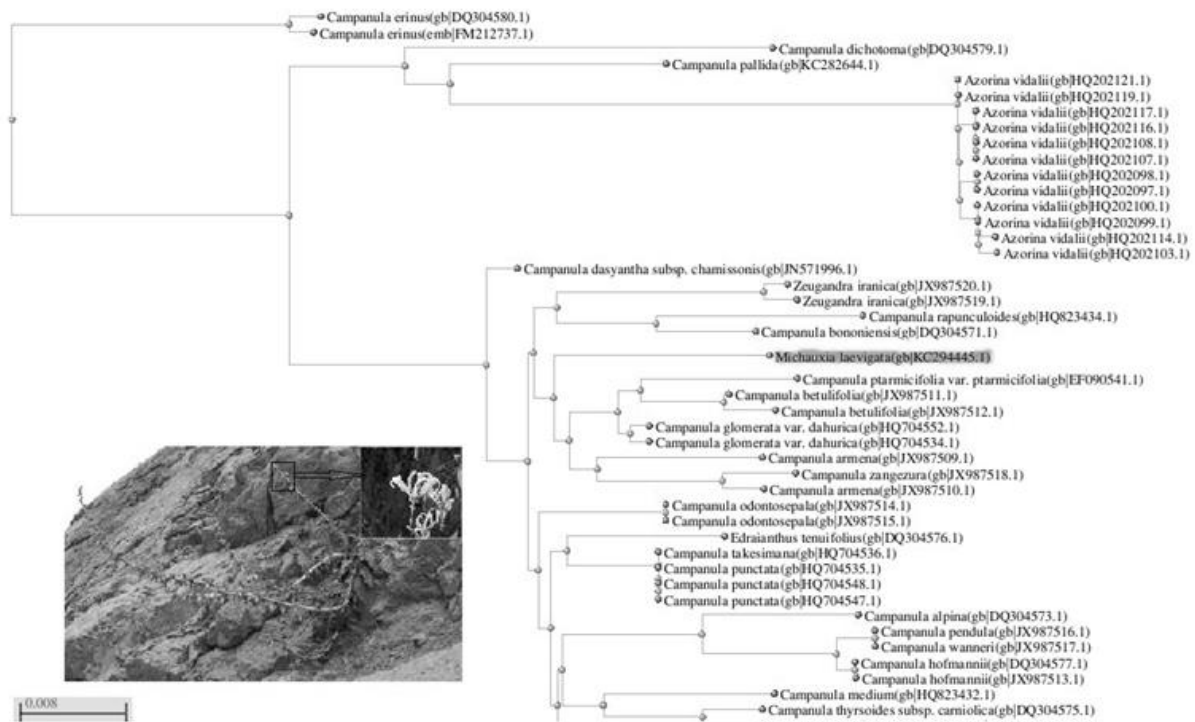 Campanula erinus(gb|DQ304580.1)
Campanula erinus(emb|FM212737.1)
Campanula dichotoma(gb|DQ304579.1)
Campanula pallida(gb|KC282644.1)
Azorina vidalii(gb|HQ202121.1)
Azorina vidalii(gb|HQ202119.1)
Azorina vidalii(gb|HQ202117.1)
Azorina vidalii(gb|HQ202116.1)
Azorina vidalii(gb|HQ202108.1)
Azorina vidalii(gb|HQ202107.1)
Azorina vidalii(gb|HQ202098.1)
Azorina vidalii(gb|HQ202097.1)
Azorina vidalii(gb|HQ202100.1)
Azorina vidalii(gb|HQ202099.1)
Azorina vidalii(gb|HQ202114.1)
Azorina vidalii(gb|HQ202103.1)
Campanula dasyantha subsp. chamissonis(gb|JN571996.1)
Zeugandra iranica(gb|JX987520.1)
Zeugandra iranica(gb|JX987519.1)
Campanula rapunculoides(gb|HQ823434.1)
Campanula bononiensis(gb|DQ304571.1)
Michauxia laevigata(gb|KC294445.1)
Campanula ptarmicifolia var. ptarmicifolia(gb|EF090541.1)
Campanula betulifolia(gb|JX987511.1)
Campanula betulifolia(gb|JX987512.1)
Campanula glomerata var. dahurica(gb|HQ704552.1)
Campanula glomerata var. dahurica(gb|HQ704534.1)
Campanula armena(gb|JX987509.1)
Campanula zangezura(gb|JX987518.1)
Campanula armena(gb|JX987510.1)
Campanula odontosepala(gb|JX987514.1)
Campanula odontosepala(gb|JX987515.1)
Edraianthus tenuifolius(gb|DQ304576.1)
Campanula takesimana(gb|HQ704536.1)
Campanula punctata(gb|HQ704535.1)
Campanula punctata(gb|HQ704548.1)
Campanula punctata(gb|HQ704547.1)
Campanula alpina(gb|DQ304573.1)
Campanula pendula(gb|JX987516.1)
Campanula wanneri(gb|JX987517.1)
Campanula hofmannii(gb|DQ304577.1)
Campanula hofmannii(gb|JX987513.1)
Campanula medium(gb|HQ823432.1)
Campanula thyrsoides subsp. carniolica(gb|DQ304575.1)
0.008